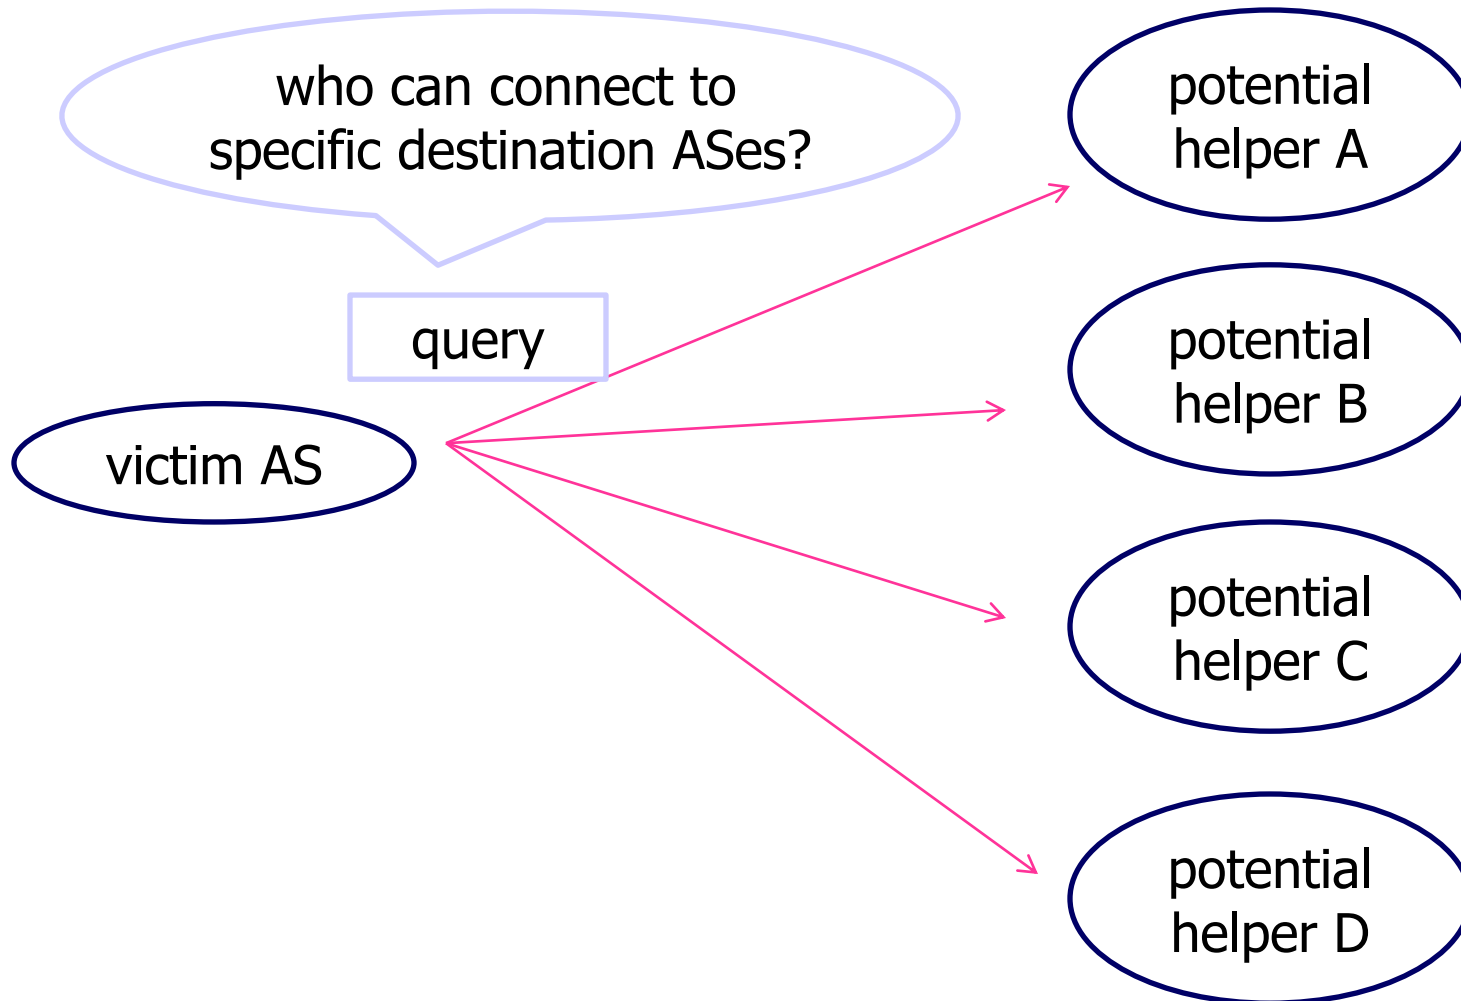 who can connect to
specific destination ASes?
query
victim AS
potential
helper A
potential
helper B
potential
helper C
potential
helper D